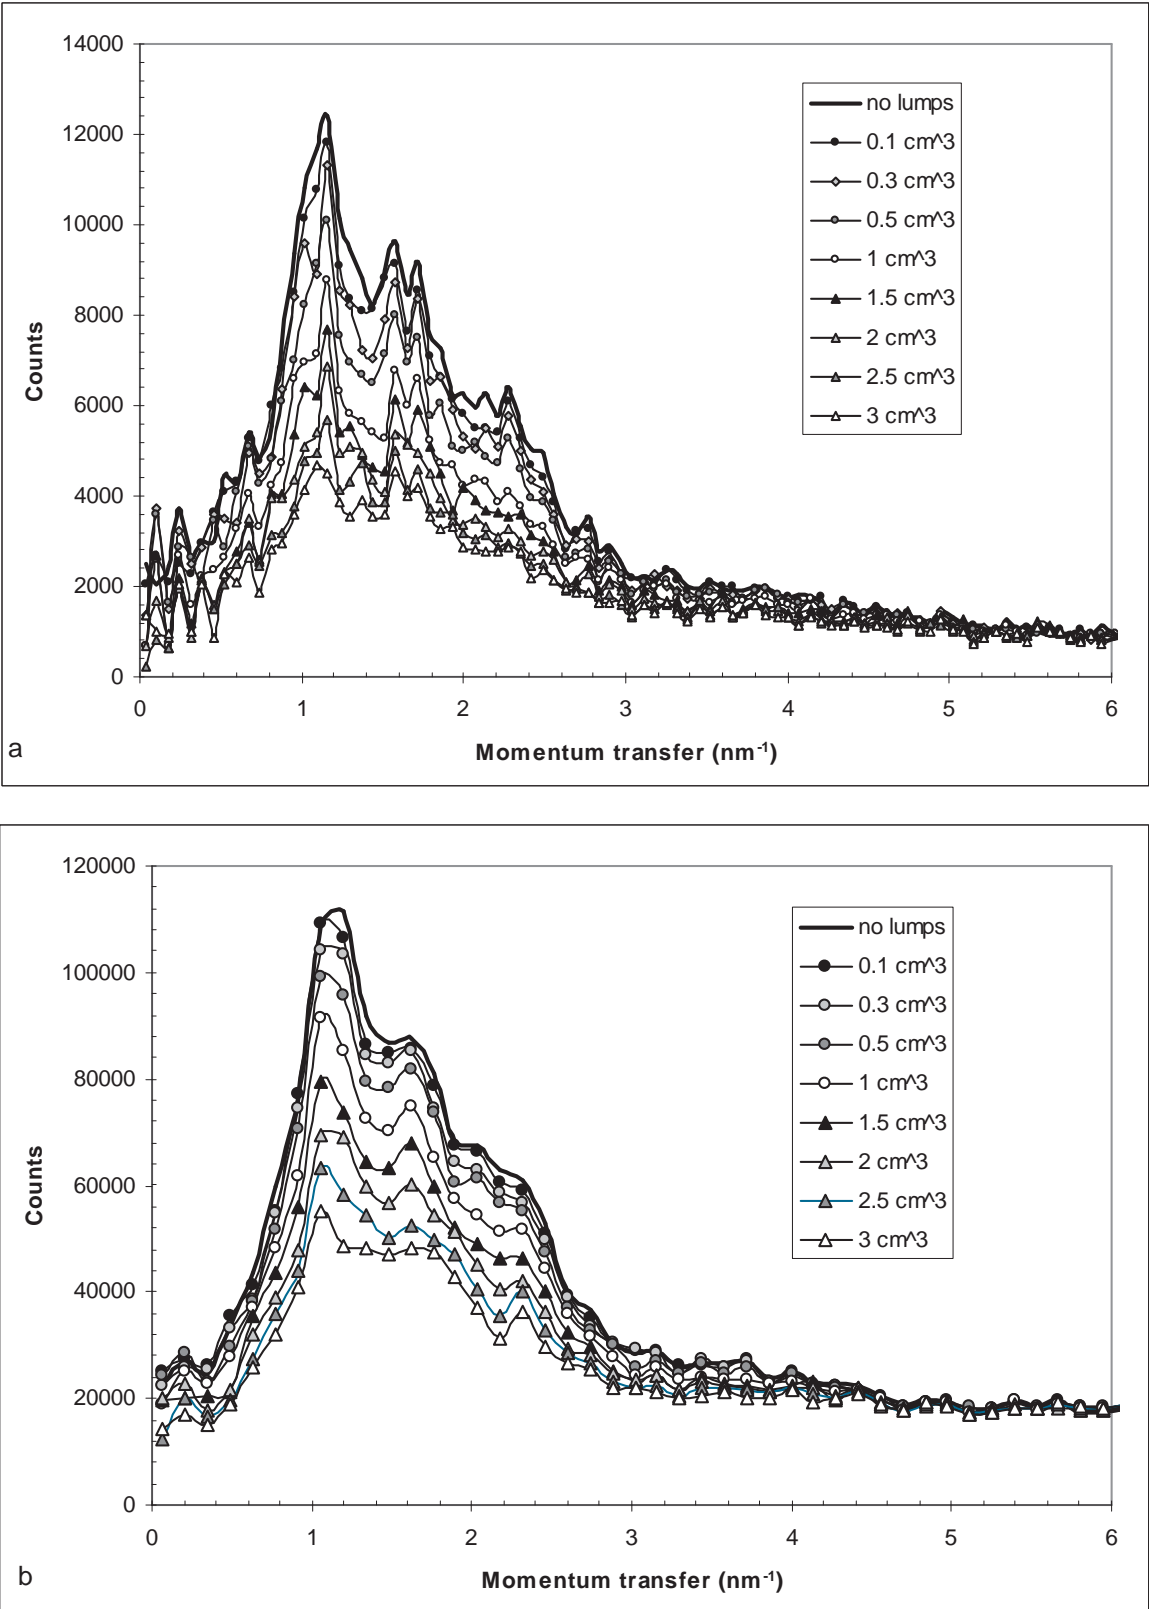 14000
12000
10000
8000
6000
4000
2000
0
Counts
no lumps
0.1 cm^3
0.3 cm^3
0.5 cm^3
1 cm^3
1.5 cm^3
2 cm^3
2.5 cm^3
3 cm^3
0 1 2 3 4 5 6
Momentum transfer (nm-1)
a
120000
100000
80000
60000
40000
20000
0
Counts
no lumps
0.1 cm^3
0.3 cm^3
0.5 cm^3
1 cm^3
1.5 cm^3
2 cm^3
2.5 cm^3
3 cm^3
0 1 2 3 4 5 6
Momentum transfer (nm-1)
b